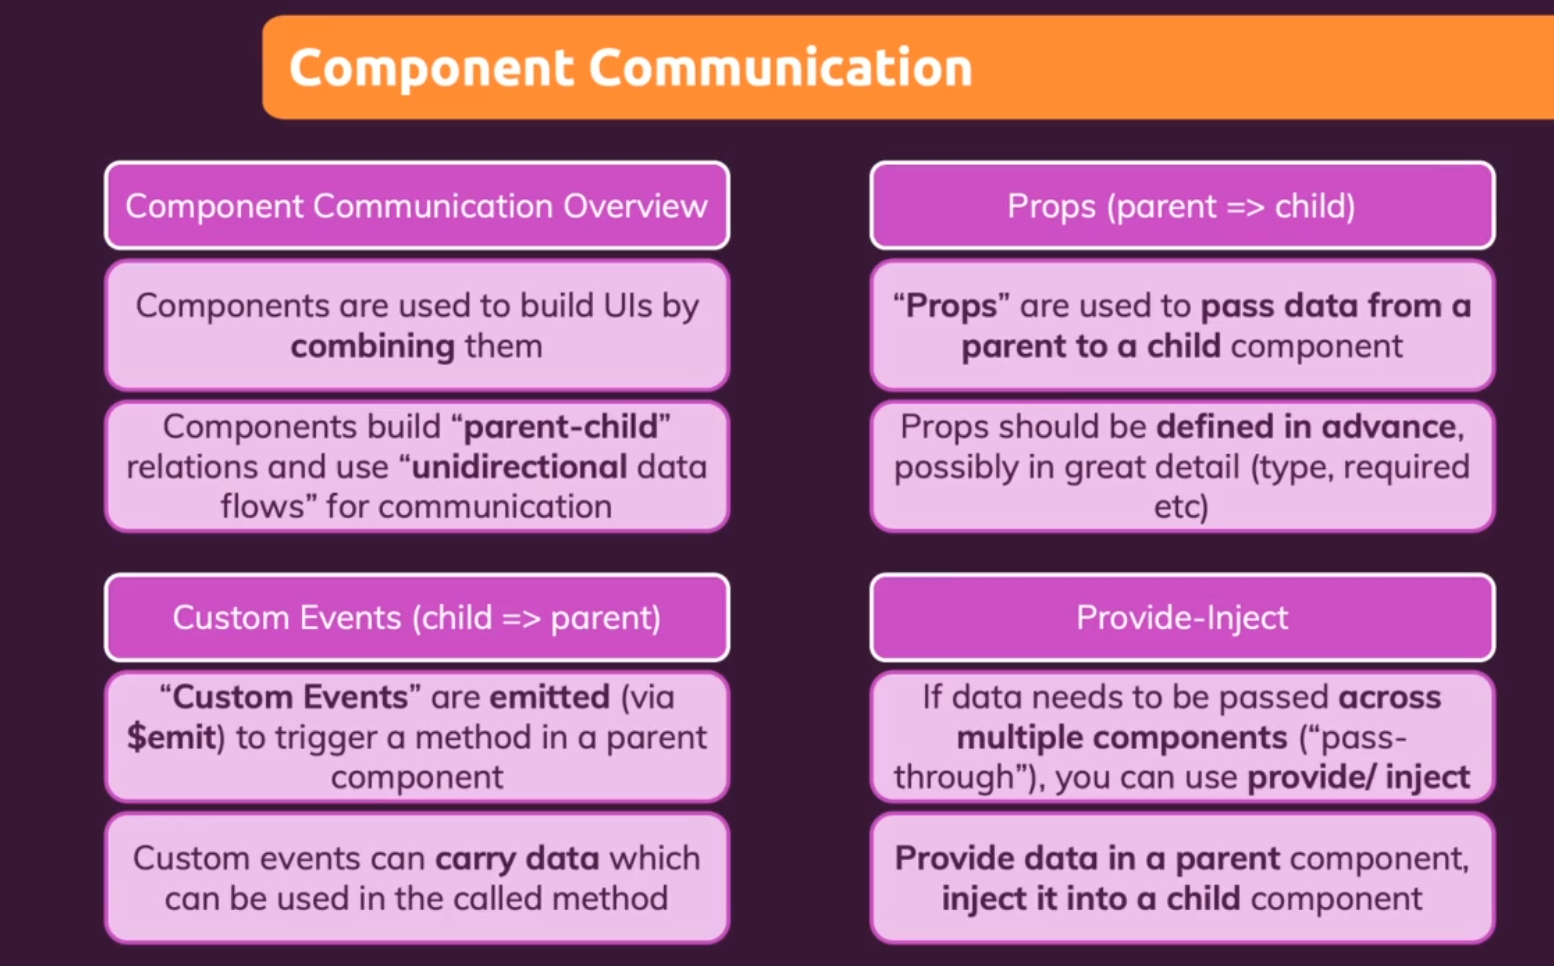 Component Communication
Component Communication Overview
Components are used to build UIs by
combining them
Components build “parent-child”
relations and use “unidirectional data
flows” for communication
Props (parent => child)
“Props” are used to pass data from a
parent to a child component
Props should be defined in advance,
possibly in great detail (type, required
etc)
Custom Events (child => parent)
“Custom Events” are emitted (via
$emit) to trigger a method in a parent
component
Custom events can carry data which
can be used in the called method
Provide-Inject
If data needs to be passed across
multiple components (“pass-
through”), you can use provide/ inject
Provide data in a parent component,
inject it into a child component